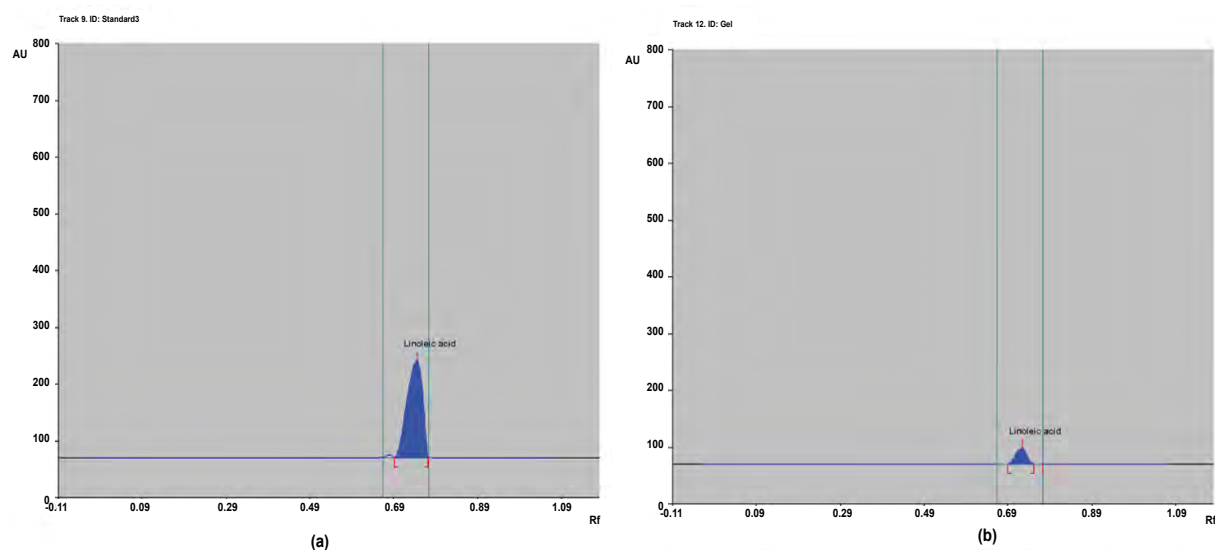 Track 9. ID: Standard3
AU
800
700
600
500
400
300
200
100
0
Linoleic acid
-0.11 0.09 0.29 0.49 0.69 0.89 1.09
Rf
(a)
Track 12. ID: Gel
AU
800
700
600
500
400
300
200
100
0
Linoleic acid
-0.11 0.09 0.29 0.49 0.69 0.89 1.09
Rf
(b)